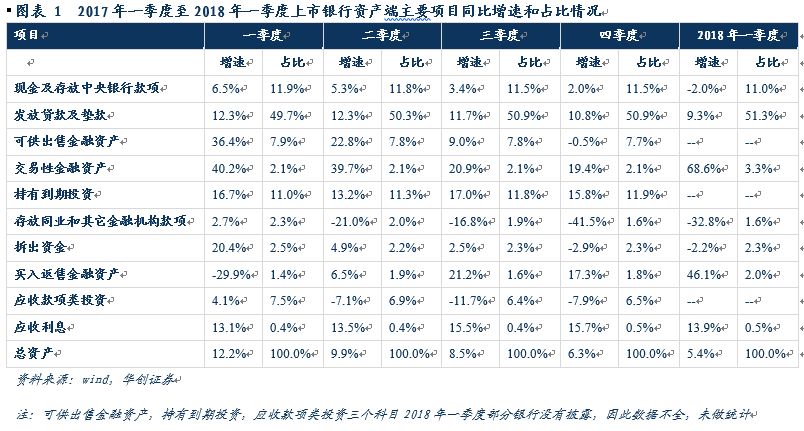 ▪图表 1 2017年一季度至2018年一季度上市银行资产端主要项目同比增速和占比情况
项目 一季度 二季度 三季度 四季度 2018年一季度
增速 占比 增速 占比 增速 占比 增速 占比 增速 占比
现金及存放中央银行款项 6.5% 11.9% 5.3% 11.8% 3.4% 11.5% 2.0% 11.5% -2.0% 11.0%
发放贷款及垫款 12.3% 49.7% 12.3% 50.3% 11.7% 50.9% 10.8% 50.9% 9.3% 51.3%
可供出售金融资产 36.4% 7.9% 22.8% 7.8% 9.0% 7.8% -0.5% 7.7% -- --
交易性金融资产 40.2% 2.1% 39.7% 2.1% 20.9% 2.1% 19.4% 2.1% 68.6% 3.3%
持有到期投资 16.7% 11.0% 13.2% 11.3% 17.0% 11.8% 15.8% 11.9% -- --
存放同业和其它金融机构款项 2.7% 2.3% -21.0% 2.0% -16.8% 1.9% -41.5% 1.6% -32.8% 1.6%
拆出资金 20.4% 2.5% 4.9% 2.2% 2.5% 2.3% -2.9% 2.3% -2.2% 2.3%
买入返售金融资产 -29.9% 1.4% 6.5% 1.9% 21.2% 1.6% 17.3% 1.8% 46.1% 2.0%
应收款项类投资 4.1% 7.5% -7.1% 6.9% -11.7% 6.4% -7.9% 6.5% -- --
应收利息 13.1% 0.4% 13.5% 0.4% 15.5% 0.4% 15.7% 0.5% 13.9% 0.5%
总资产 12.2% 100.0% 9.9% 100.0% 8.5% 100.0% 6.3% 100.0% 5.4% 100.0%
资料来源：wind，华创证券
注：可供出售金融资产，持有到期投资，应收款项类投资三个科目2018年一季度部分银行没有披露，因此数据不全，未做统计